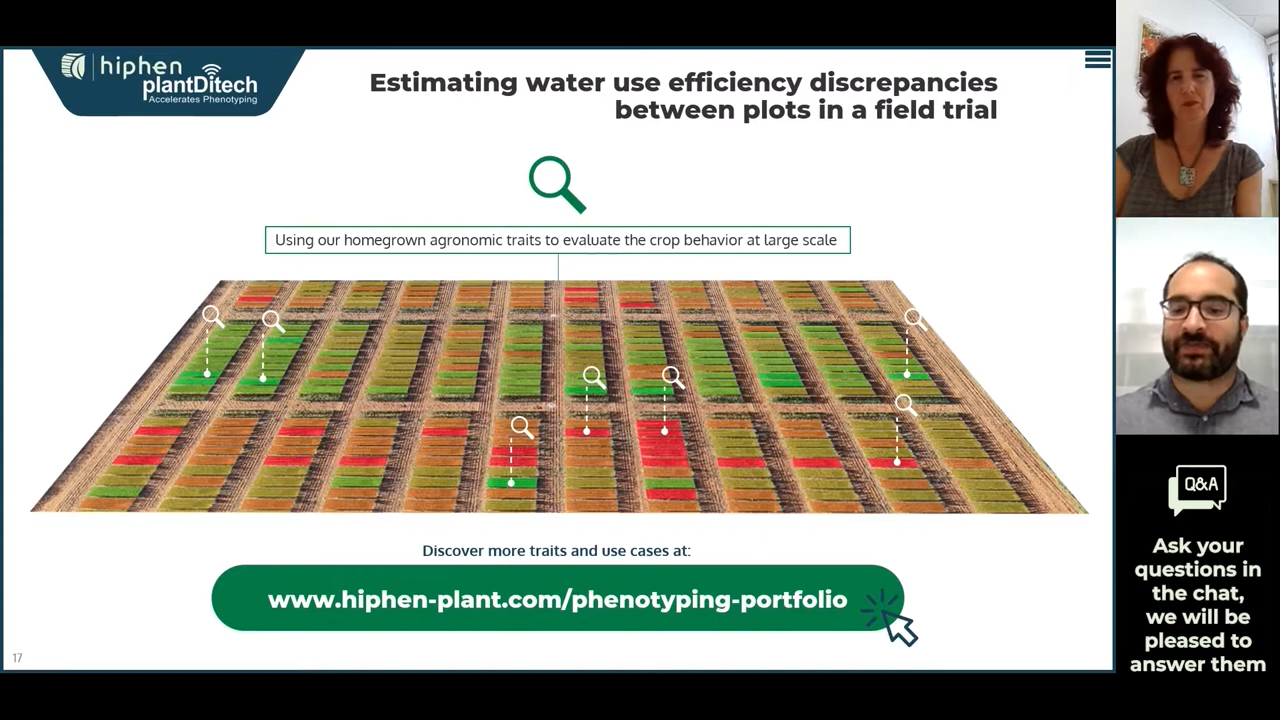 hiphen
plantDitech
Accelerates Phenotyping
Estimating water use efficiency discrepancies
between plots in a field trial
Using our homegrown agronomic traits to evaluate the crop behavior at large scale
Discover more traits and use cases at:
www.hiphen-plant.com/phenotyping-portfolio
17
Q&A
Ask your
questions in
the chat,
we will be
pleased to
answer them